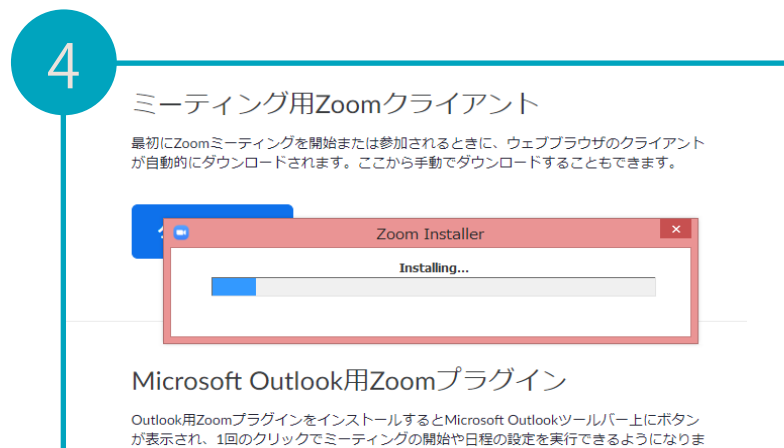 4
ミーティング用Zoomクライアント
最初にZoomミーティングを開始または参加されるときに、ウェブブラウザのクライアント
が自動的にダウンロードされます。ここから手動でダウンロードすることもできます。
Zoom Installer
Installing...
Microsoft Outlook用Zoomプラグイン
Outlook用ZoomプラグインをインストールするとMicrosoft Outlookツールバー上にボタン
が表示され、1回のクリックでミーティングの開始や日程の設定を実行できるようになりま